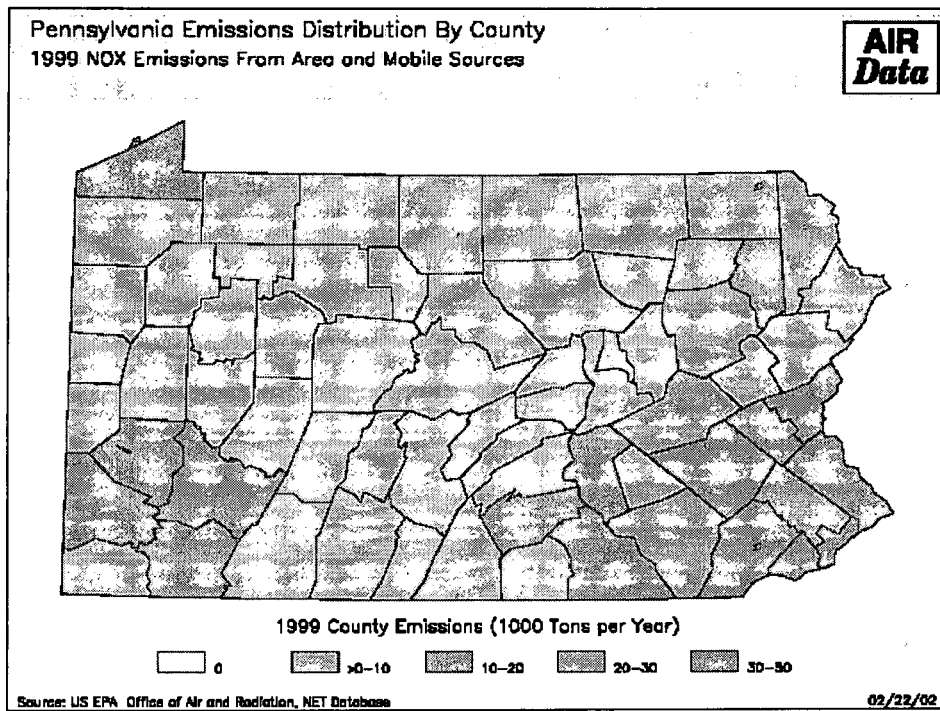 Pennsylvania Emissions Distribution By County
1999 NOX Emissions From Area and Mobile Sources
AIR
Data
1999 County Emissions (1000 Tons per Year)
0 >0-10 10-20 20-30 30-50
Source: US EPA Office of Air and Radiation, NET Database
02/22/02